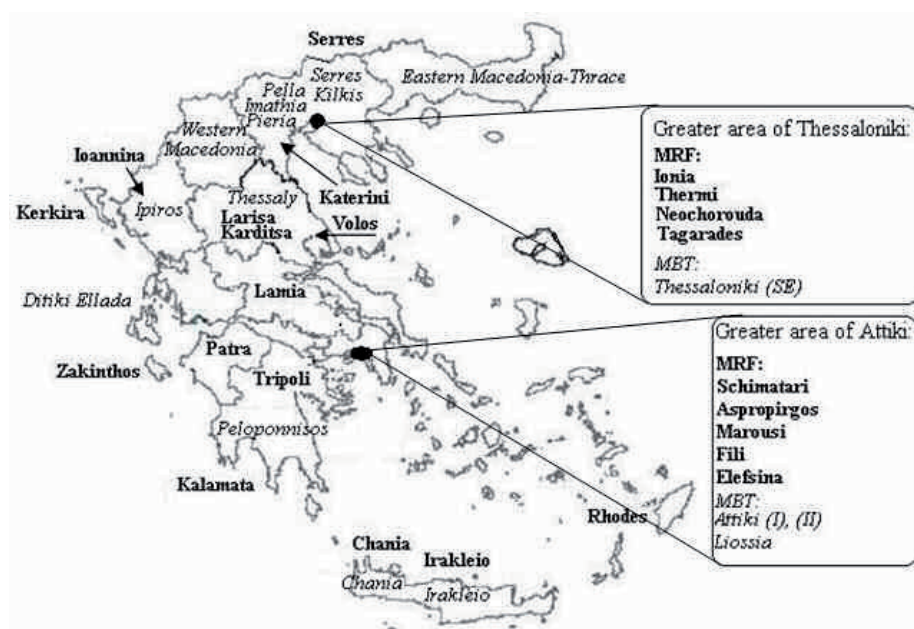 Serres
Serres
Kilkis
Eastern Macedonia-Thrace
Pella
Imathia
Pieria
Western
Macedonia
Ioannina
Ipiros
Kerkira
Thessaly
Katerini
Larisa
Karditsa
Volos
Lamia
Ditiki Ellada
Patra
Zakinthos
Tripoli
Peloponnisos
Kalamata
Rhodes
Chania
Irakleio
Chania
Irakleio
Greater area of Thessaloniki:
MRF:
Ionia
Thermi
Neochorouda
Tagarades
MBT:
Thessaloniki (SE)
Greater area of Attiki:
MRF:
Schimatari
Aspropirgos
Marousi
Fili
Elefsina
MBT:
Attiki (I), (II)
Liossia